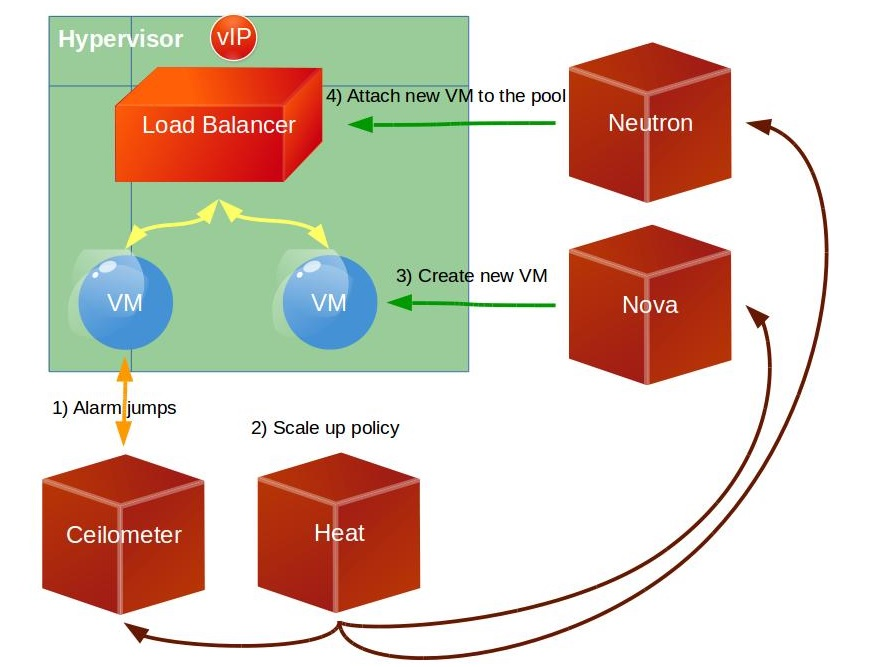 Hypervisor
vIP
Load Balancer
4) Attach new VM to the pool
Neutron
VM
VM
3) Create new VM
Nova
1) Alarm jumps
2) Scale up policy
Ceilometer
Heat